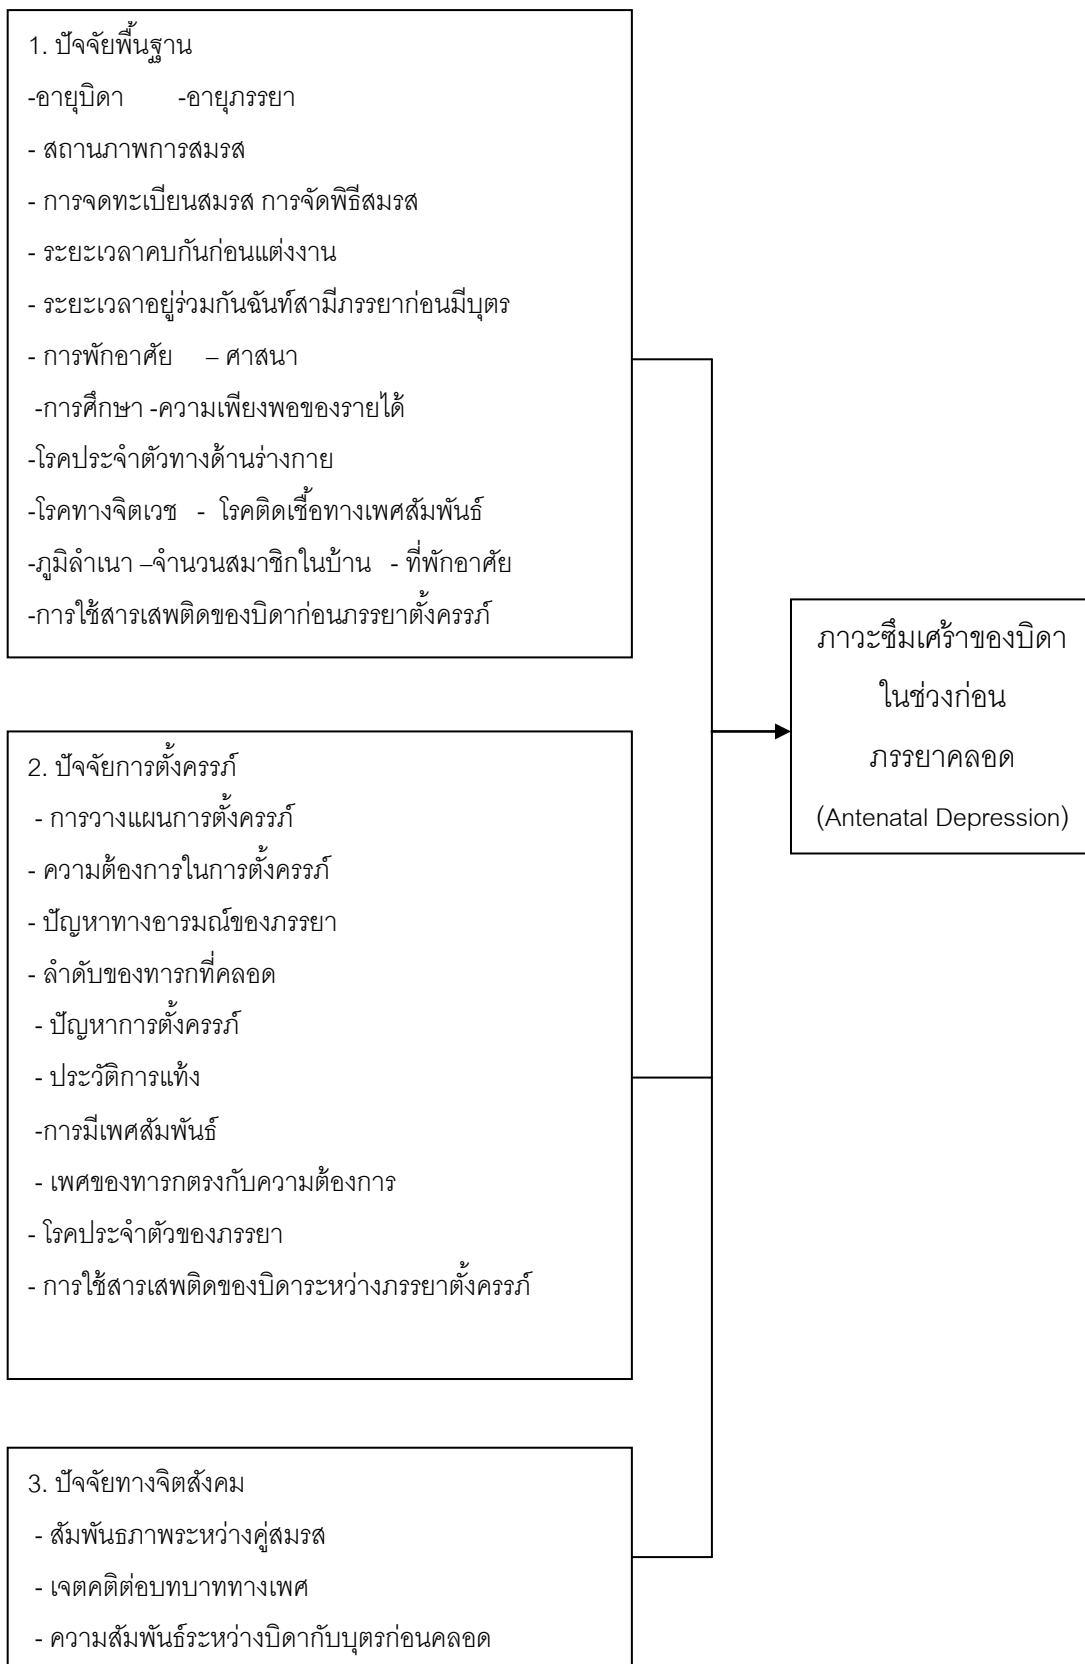 1. ปัจจัยพื้นฐาน
-อายุบิดา -อายุภรรยา
- สถานภาพการสมรส
- การจดทะเบียนสมรส การจัดพิธีสมรส
- ระยะเวลาคบกันก่อนแต่งงาน
- ระยะเวลาอยู่ร่วมกันฉันท์สามีภรรยาก่อนมีบุตร
- การพักอาศัย – ศาสนา
-การศึกษา -ความเพียงพอของรายได้
-โรคประจำตัวทางด้านร่างกาย
-โรคทางจิตเวช - โรคติดเชื้อทางเพศสัมพันธ์
-ภูมิลำเนา –จำนวนสมาชิกในบ้าน - ที่พักอาศัย
-การใช้สารเสพติดของบิดาก่อนภรรยาตั้งครรภ์
2. ปัจจัยการตั้งครรภ์
- การวางแผนการตั้งครรภ์
- ความต้องการในการตั้งครรภ์
- ปัญหาทางอารมณ์ของภรรยา
- ลำดับของทารกที่คลอด
- ปัญหาการตั้งครรภ์
- ประวัติการแท้ง
-การมีเพศสัมพันธ์
- เพศของทารกตรงกับความต้องการ
- โรคประจำตัวของภรรยา
- การใช้สารเสพติดของบิดาระหว่างภรรยาตั้งครรภ์
3. ปัจจัยทางจิตสังคม
- สัมพันธภาพระหว่างคู่สมรส
- เจตคติต่อบทบาททางเพศ
- ความสัมพันธ์ระหว่างบิดากับบุตรก่อนคลอด
ภาวะซึมเศร้าของบิดา
ในช่วงก่อน
ภรรยาคลอด
(Antenatal Depression)